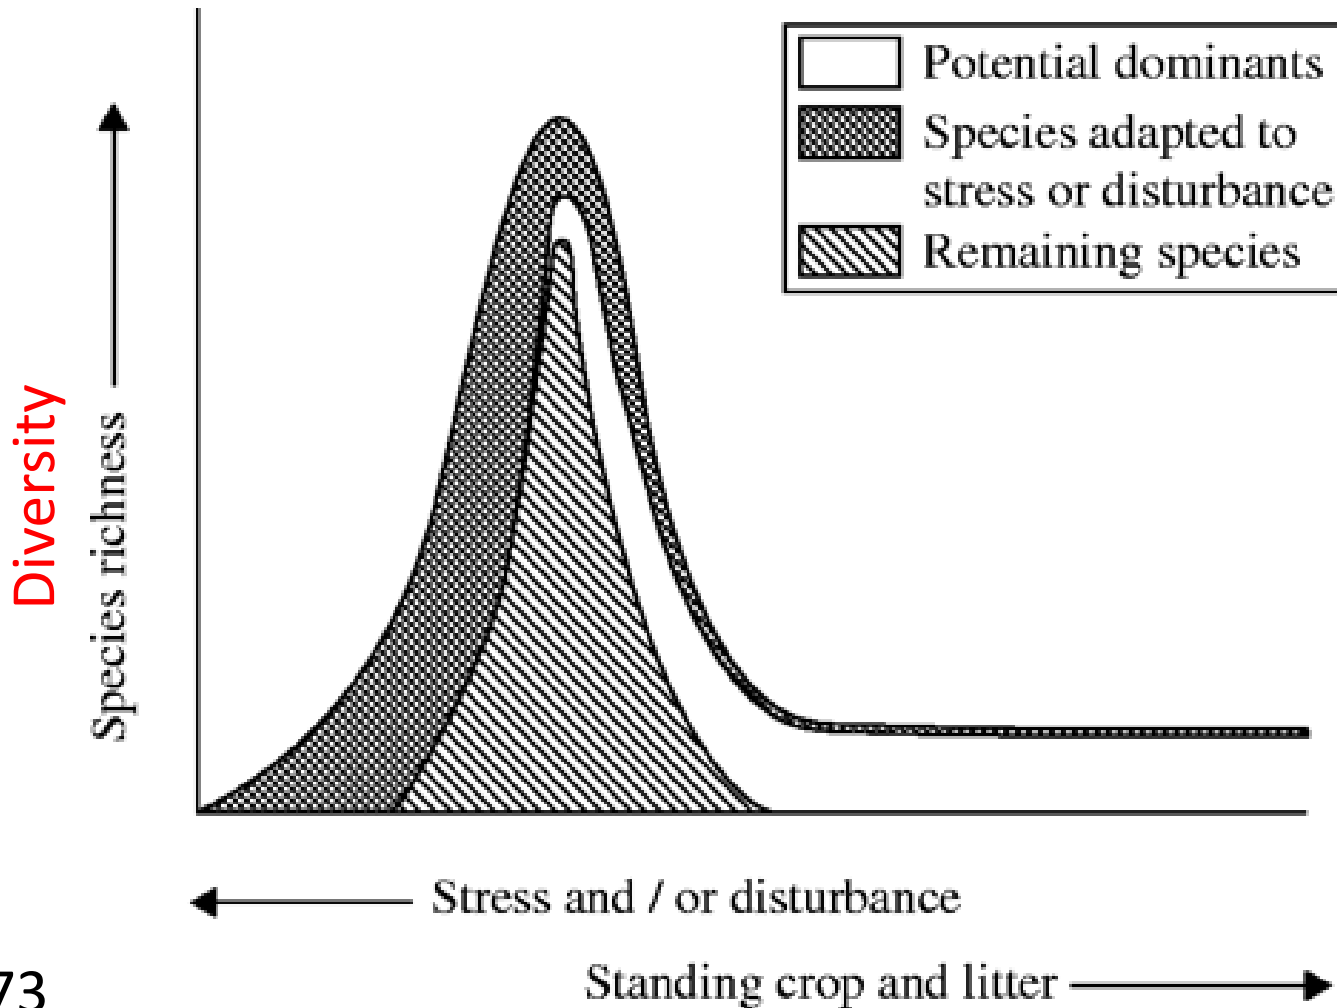 Potential dominants
Species adapted to
stress or disturbance
Remaining species
Diversity
Species richness
Stress and / or disturbance
Standing crop and litter
73